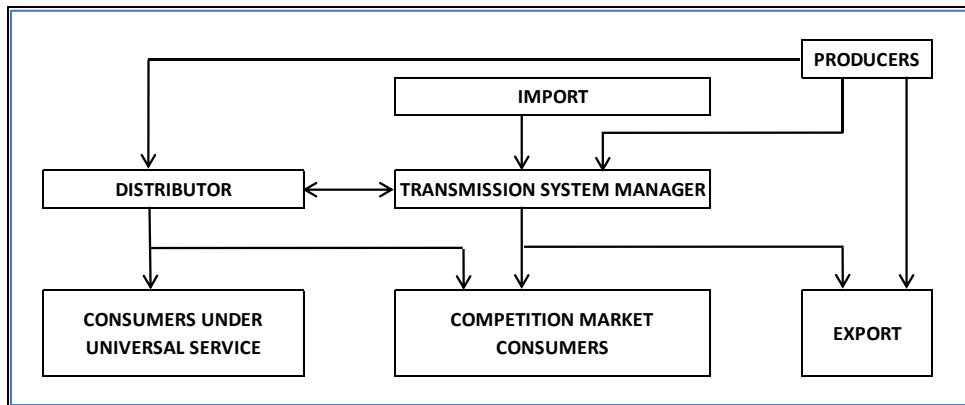 PRODUCERS
IMPORT
DISTRIBUTOR
TRANSMISSION SYSTEM MANAGER
CONSUMERS UNDER
UNIVERSAL SERVICE
COMPETITION MARKET
CONSUMERS
EXPORT